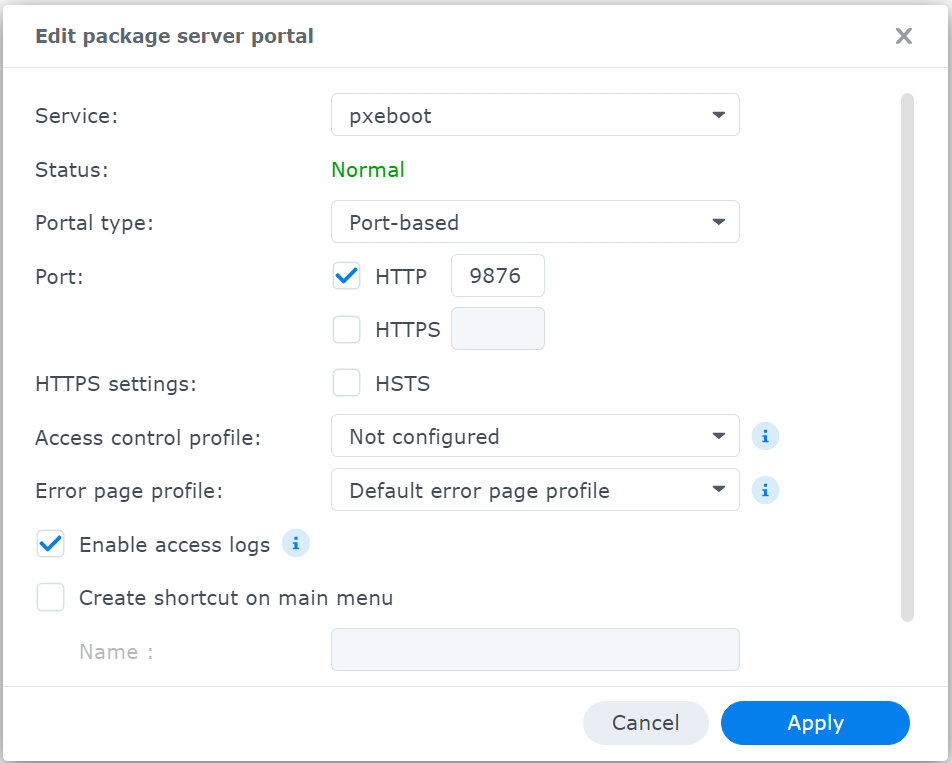 Edit package server portal
Service: pxeboot
Status: Normal
Portal type: Port-based
Port: HTTP 9876
HTTPS
HTTPS settings: HSTS
Access control profile: Not configured
Error page profile: Default error page profile
Enable access logs
Create shortcut on main menu
Name :
Cancel Apply